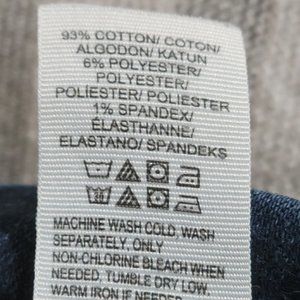 93% COTTON/ COTON/
ALGODON/ KATUN
6% POLYESTER/
POLYESTER/
POLIESTER/ POLIESTER
1% SPANDEX/
ÉLASTHANNE/
ELASTANO/ SPANDEKS
MACHINE WASH COLD, WASH
SEPARATELY, ONLY
NON-CHLORINE BLEACH WHEN
NEEDED, TUMBLE DRY LOW,
WARM IRON IF NEEDED